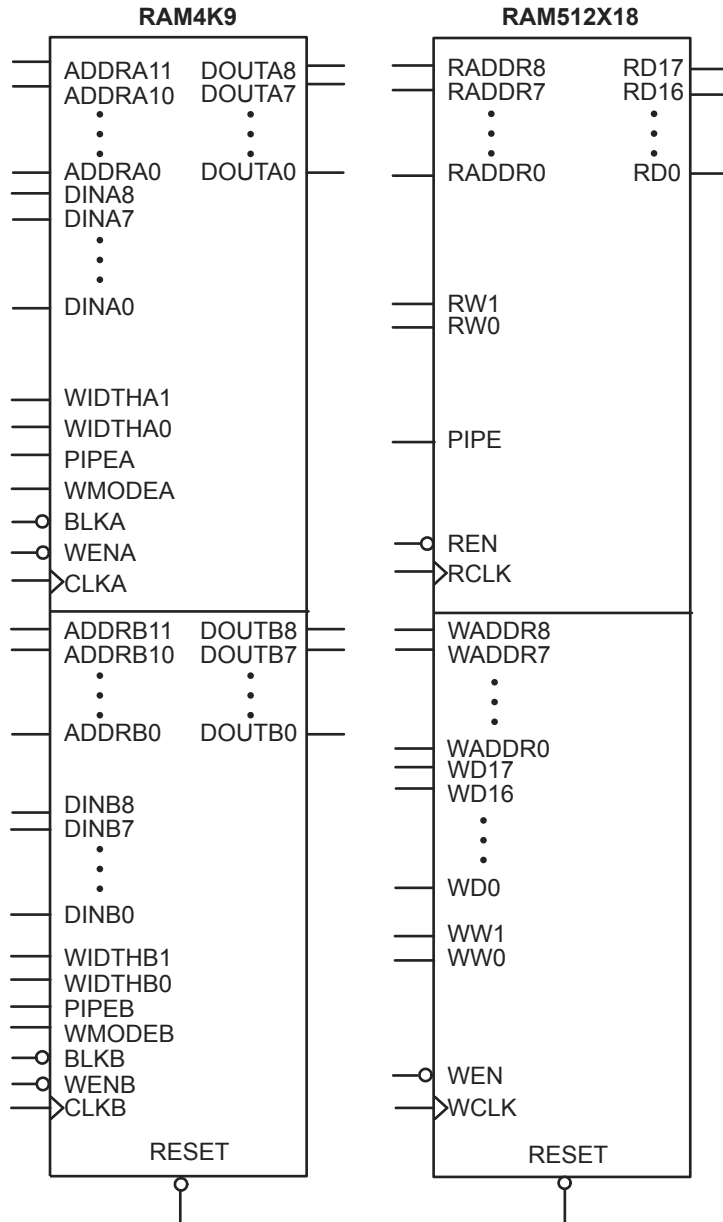 RAM4K9
ADDRA11 DOUTA8
ADDRA10 DOUTA7
ADDRA0 DOUTA0
DINA8
DINA7
DINA0
WIDTHA1
WIDTHA0
PIPEA
WMODEA
BLKA
WENA
CLKA
ADDRB11 DOUTB8
ADDRB10 DOUTB7
ADDRB0 DOUTB0
DINB8
DINB7
DINB0
WIDTHB1
WIDTHB0
PIPEB
WMODEB
BLKB
WENB
CLKB
RESET
RAM512X18
RADDR8 RD17
RADDR7 RD16
RADDR0 RD0
RW1
RW0
PIPE
REN
RCLK
WADDR8
WADDR7
WADDR0
WD17
WD16
WD0
WW1
WW0
WEN
WCLK
RESET